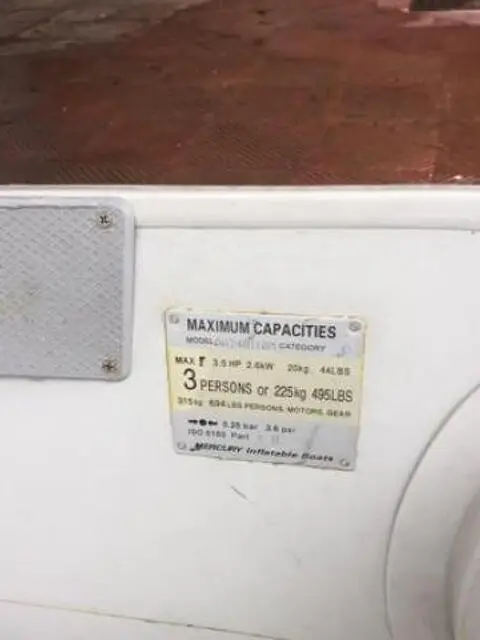 MAXIMUM CAPACITIES
MODEL CATEGORY
MAX 3.5 HP 2.6kW 20kg 44LBS
3 PERSONS or 225kg 495LBS
315kg 694LBS PERSONS, MOTORS, GEAR
0.25 bar 3.6 psi
ISO 6185 Part
MERCURY Inflatable Boats